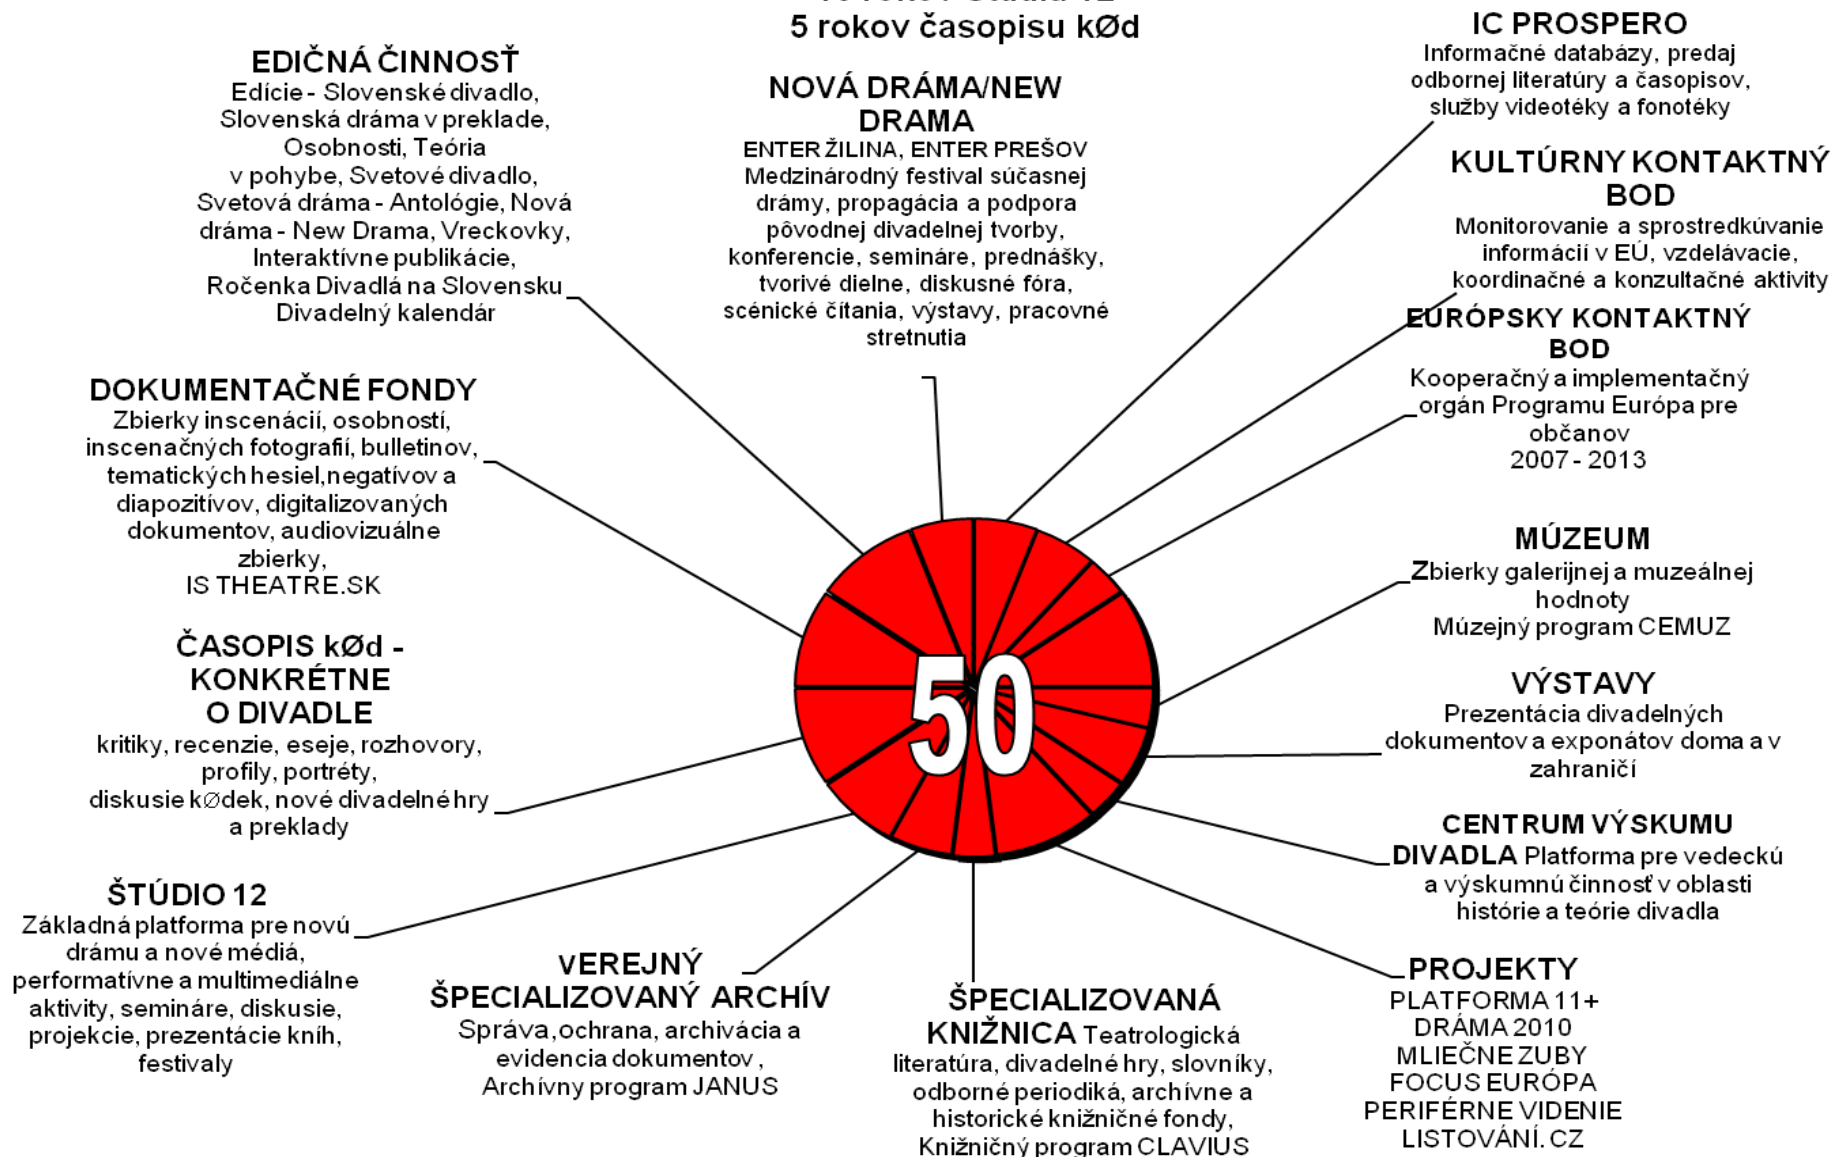 5 rokov časopisu kØd
EDIČNÁ ČINNOSŤ
Edície - Slovenské divadlo,
Slovenská dráma v preklade,
Osobnosti, Teória
v pohybe, Svetové divadlo,
Svetová dráma - Antológie, Nová
dráma - New Drama, Vreckovky,
Interaktívne publikácie,
Ročenka Divadlá na Slovensku
Divadelný kalendár
NOVÁ DRÁMA/NEW
DRAMA
ENTER ŽILINA, ENTER PREŠOV
Medzinárodný festival súčasnej
drámy, propagácia a podpora
pôvodnej divadelnej tvorby,
konferencie, semináre, prednášky,
tvorivé dielne, diskusné fóra,
scénické čítania, výstavy, pracovné
stretnutia
IC PROSPERO
Informačné databázy, predaj
odbornej literatúry a časopisov,
služby videotéky a fonotéky
KULTÚRNY KONTAKTNÝ
BOD
Monitorovanie a sprostredkúvanie
informácií v EÚ, vzdelávacie,
koordinačné a konzultačné aktivity
EURÓPSKY KONTAKTNÝ
BOD
Kooperačný a implementačný
orgán Programu Európa pre
občanov
2007 - 2013
DOKUMENTAČNÉ FONDY
Zbierky inscenácií, osobností,
inscenačných fotografií, bulletinov,
tematických hesiel,negatívov a
diapozitívov, digitalizovaných
dokumentov, audiovizuálne
zbierky,
IS THEATRE.SK
MÚZEUM
Zbierky galerijnej a muzeálnej
hodnoty
Múzejný program CEMUZ
ČASOPIS kØd -
KONKRÉTNE
O DIVADLE
kritiky, recenzie, eseje, rozhovory,
profily, portréty,
diskusie kØdek, nové divadelné hry
a preklady
50
VÝSTAVY
Prezentácia divadelných
dokumentov a exponátov doma a v
zahraničí
CENTRUM VÝSKUMU
DIVADLA Platforma pre vedeckú
a výskumnú činnosť v oblasti
histórie a teórie divadla
ŠTÚDIO 12
Základná platforma pre novú
drámu a nové médiá,
performatívne a multimediálne
aktivity, semináre, diskusie,
projekcie, prezentácie kníh,
festivaly
VEREJNÝ
ŠPECIALIZOVANÝ ARCHÍV
Správa,ochrana, archivácia a
evidencia dokumentov ,
Archívny program JANUS
ŠPECIALIZOVANÁ
KNIŽNICA Teatrologická
literatúra, divadelné hry, slovníky,
odborné periodiká, archívne a
historické knižničné fondy,
Knižničný program CLAVIUS
PROJEKTY
PLATFORMA 11+
DRÁMA 2010
MLIEČNE ZUBY
FOCUS EURÓPA
PERIFÉRNE VIDENIE
LISTOVÁNÍ.CZ